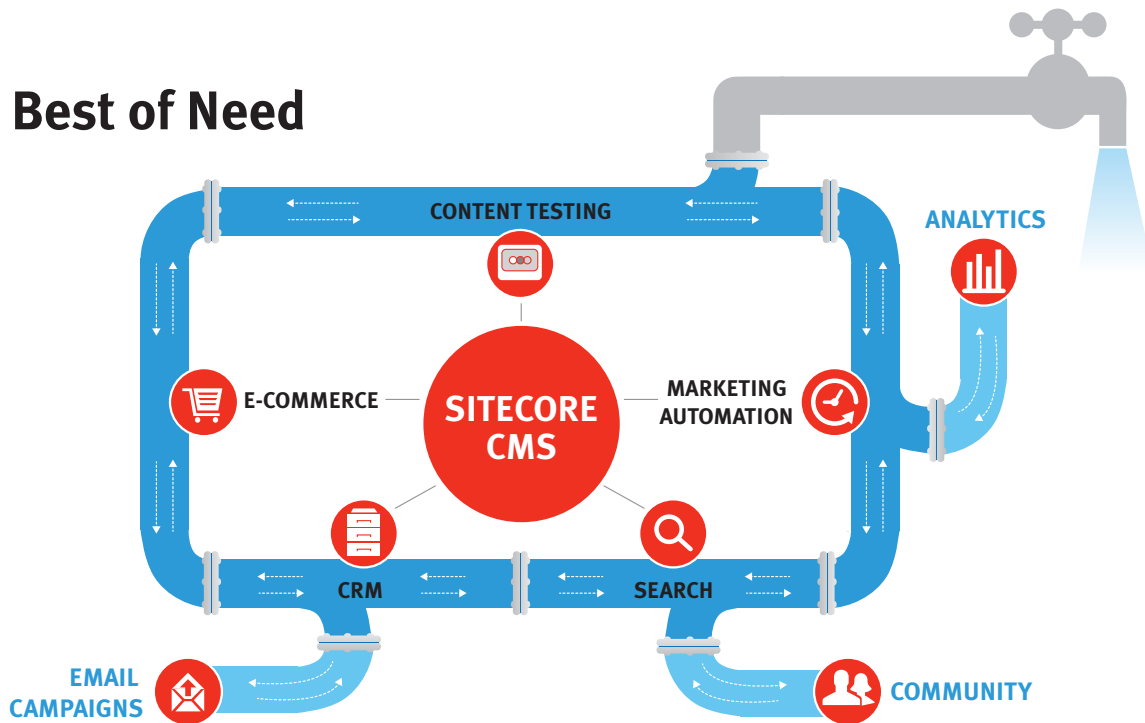 Best of Need
CONTENT TESTING
ANALYTICS
E-COMMERCE
SITECORE
CMS
MARKETING
AUTOMATION
CRM
SEARCH
EMAIL
CAMPAIGNS
COMMUNITY